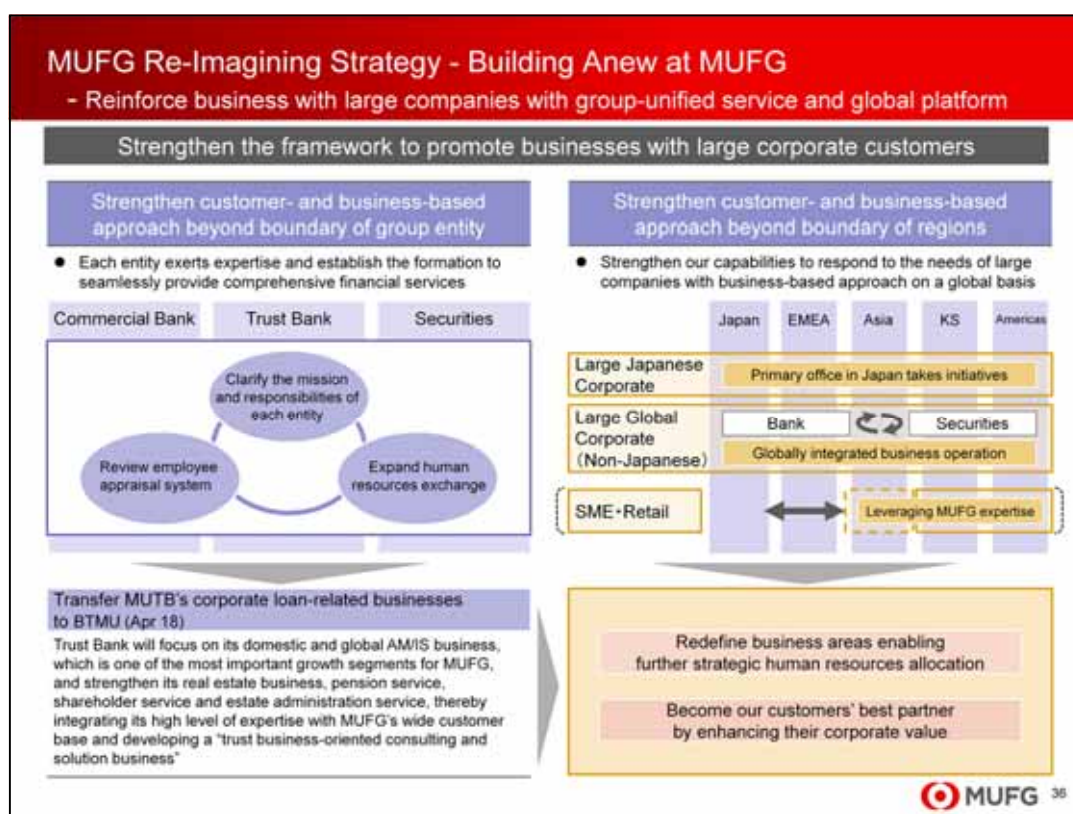 MUFG Re-Imagining Strategy - Building Anew at MUFG
- Reinforce business with large companies with group-unified service and global platform
Strengthen the framework to promote businesses with large corporate customers
Strengthen customer- and business-based
approach beyond boundary of group entity
● Each entity exerts expertise and establish the formation to
seamlessly provide comprehensive financial services
Commercial Bank Trust Bank Securities
Clarify the mission
and responsibilities of
each entity
Review employee
appraisal system
Expand human
resources exchange
Transfer MUTB's corporate loan-related businesses
to BTMU (Apr 18)
Trust Bank will focus on its domestic and global AM/IS business,
which is one of the most important growth segments for MUFG,
and strengthen its real estate business, pension service,
shareholder service and estate administration service, thereby
integrating its high level of expertise with MUFG's wide customer
base and developing a "trust business-oriented consulting and
solution business"
Strengthen customer- and business-based
approach beyond boundary of regions
● Strengthen our capabilities to respond to the needs of large
companies with business-based approach on a global basis
Japan EMEA Asia KS Americas
Large Japanese
Corporate
Primary office in Japan takes initiatives
Large Global
Corporate
(Non-Japanese)
Bank Securities
Globally integrated business operation
SME・Retail
Leveraging MUFG expertise
Redefine business areas enabling
further strategic human resources allocation
Become our customers' best partner
by enhancing their corporate value
MUFG 36